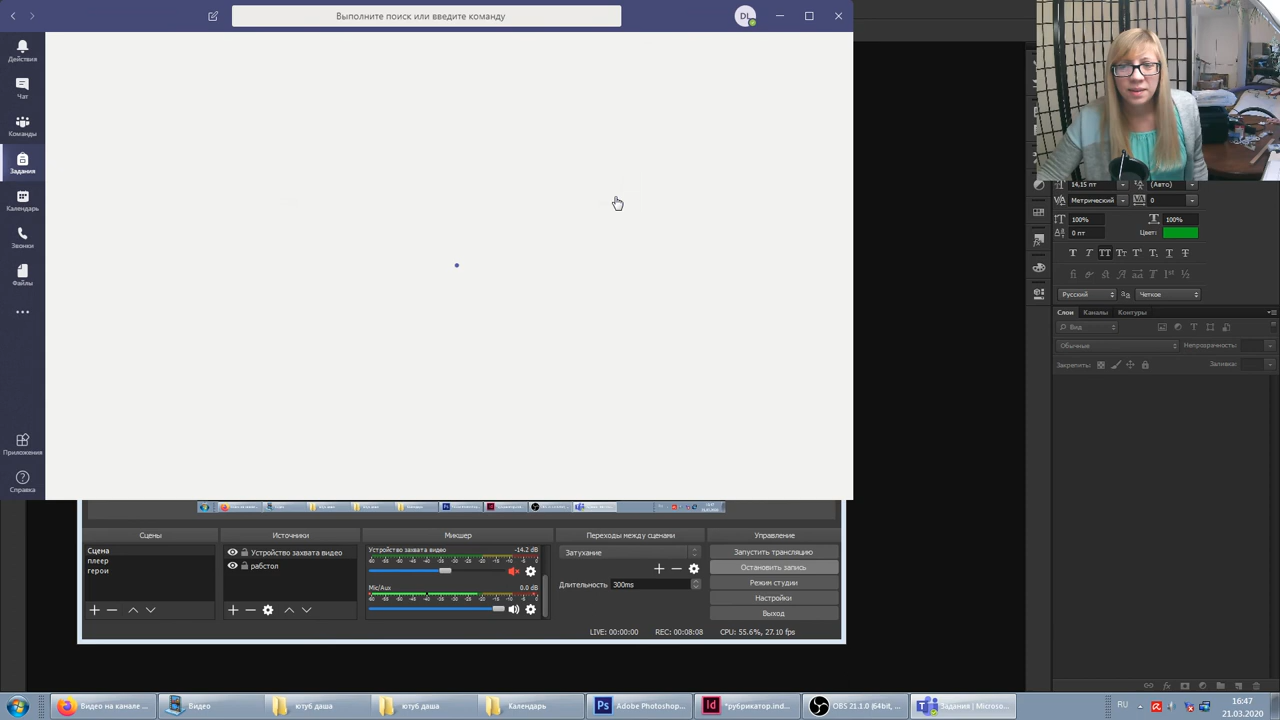 Выполните поиск или введите команду
DL
Действия
Чат
Команды
Задания
Календарь
Звонки
Файлы
Приложения
Справка
14,15 пт
(Авто)
Метрический
0
100%
100%
0 пт
Цвет:
Русский
Четкое
Слои
Каналы
Контуры
Вид
Обычные
Непрозрачность:
Закрепить:
Заливка:
Сцены
Источники
Микшер
Переходы между сценами
Управление
Сцена
плеер
герои
Устройство захвата видео
рабстол
Устройство захвата видео
-14.2 dB
Mic/Aux
0.0 dB
Затухание
Длительность
300ms
Запустить трансляцию
Остановить запись
Режим студии
Настройки
Выход
LIVE: 00:00:00
REC: 00:08:08
CPU: 55.6%, 27.10 fps
Видео на канале ...
Видео
ютуб даша
ютуб даша
Календарь
Adobe Photoshop...
*рубрикатор.ind...
OBS 21.1.0 (64bit, ...
Задания | Microso...
RU
16:47
21.03.2020